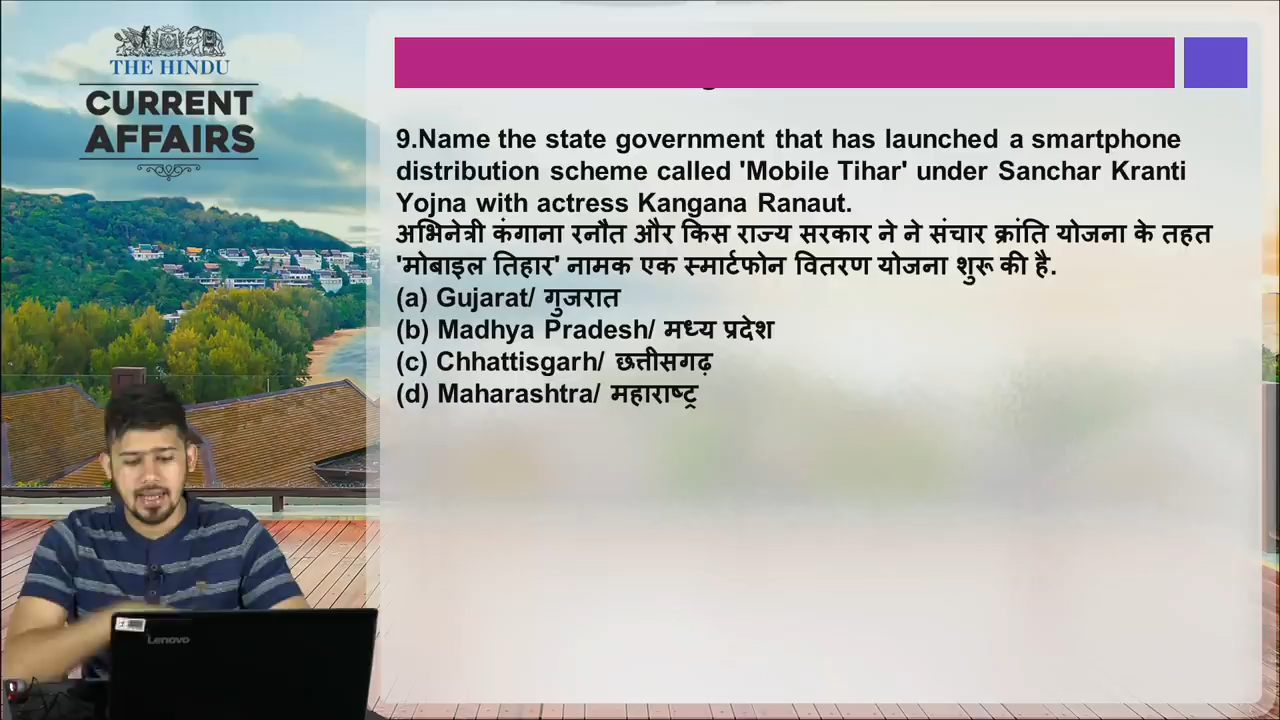 THE HINDU
CURRENT
AFFAIRS
9.Name the state government that has launched a smartphone
distribution scheme called 'Mobile Tihar' under Sanchar Kranti
Yojna with actress Kangana Ranaut.
अभिनेत्री कंगाना रनौत और किस राज्य सरकार ने ने संचार क्रांति योजना के तहत
'मोबाइल तिहार' नामक एक स्मार्टफोन वितरण योजना शुरू की है.
(a) Gujarat/ गुजरात
(b) Madhya Pradesh/ मध्य प्रदेश
(c) Chhattisgarh/ छत्तीसगढ़
(d) Maharashtra/ महाराष्ट्र
Lenovo